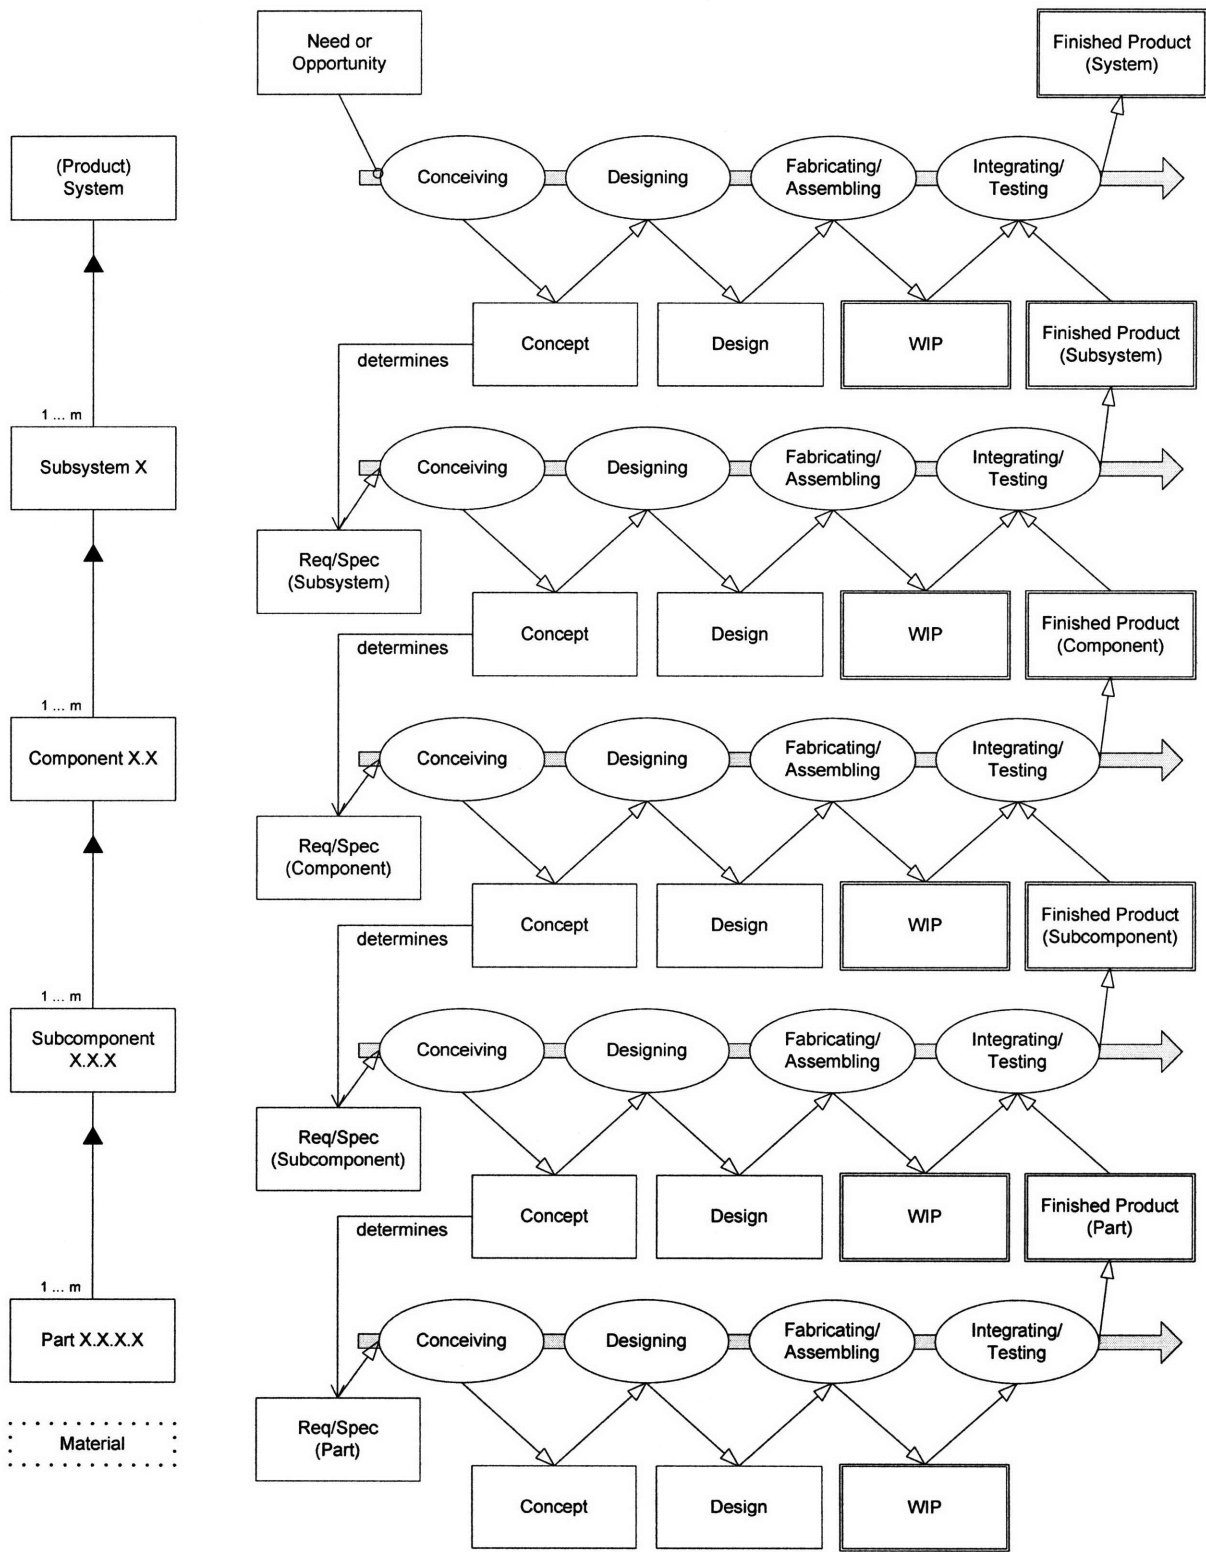 Need or
Opportunity
Finished Product
(System)
(Product)
System
Conceiving
Designing
Fabricating/
Assembling
Integrating/
Testing
determines
Concept
Design
WIP
Finished Product
(Subsystem)
1 ... m
Subsystem X
Conceiving
Designing
Fabricating/
Assembling
Integrating/
Testing
Req/Spec
(Subsystem)
determines
Concept
Design
WIP
Finished Product
(Component)
1 ... m
Component X.X
Conceiving
Designing
Fabricating/
Assembling
Integrating/
Testing
Req/Spec
(Component)
determines
Concept
Design
WIP
Finished Product
(Subcomponent)
1 ... m
Subcomponent
X.X.X
Conceiving
Designing
Fabricating/
Assembling
Integrating/
Testing
Req/Spec
(Subcomponent)
determines
Concept
Design
WIP
Finished Product
(Part)
1 ... m
Part X.X.X.X
Conceiving
Designing
Fabricating/
Assembling
Integrating/
Testing
Req/Spec
(Part)
Material
Concept
Design
WIP